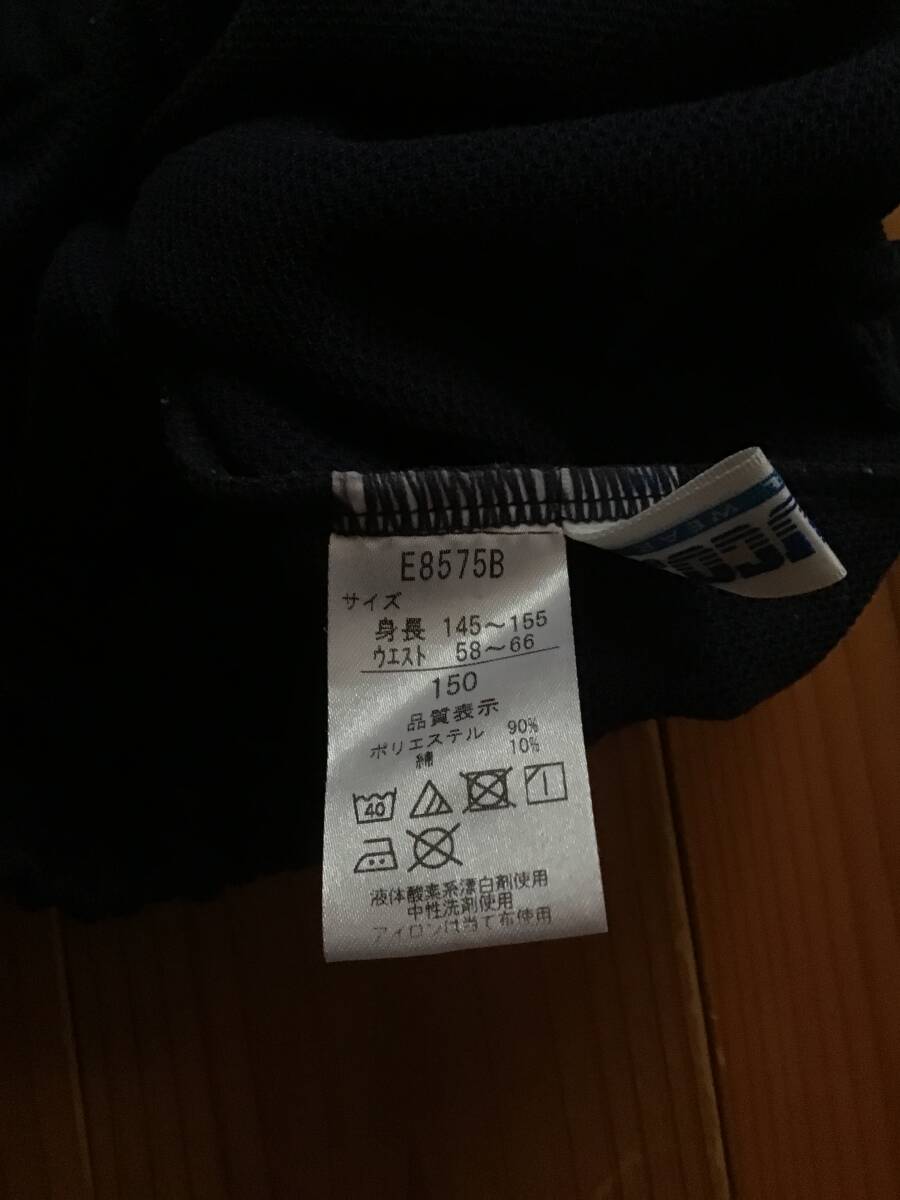 E8575B
サイズ
身長 145～155
ウエスト 58～66
150
品質表示
ポリエステル 90%
綿 10%
40
液体酸素系漂白剤使用
中性洗剤使用
アイロンは当て布使用